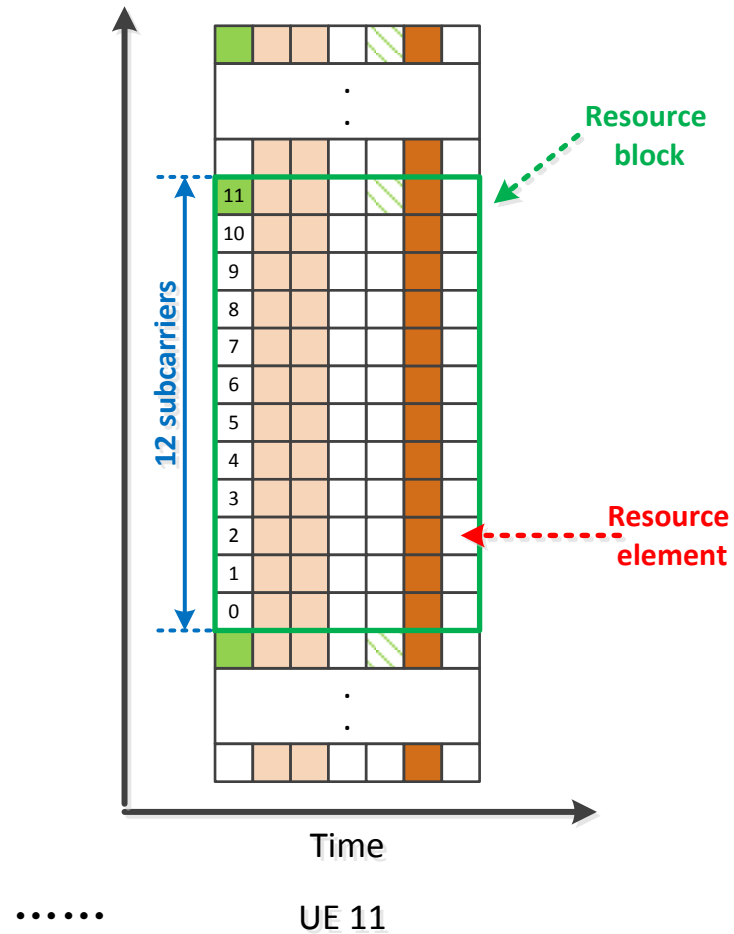 :
Resource
block
12 subcarriers
11
10
9
8
7
6
5
4
3
2
1
0
Resource
element
:
Time
...... UE 11